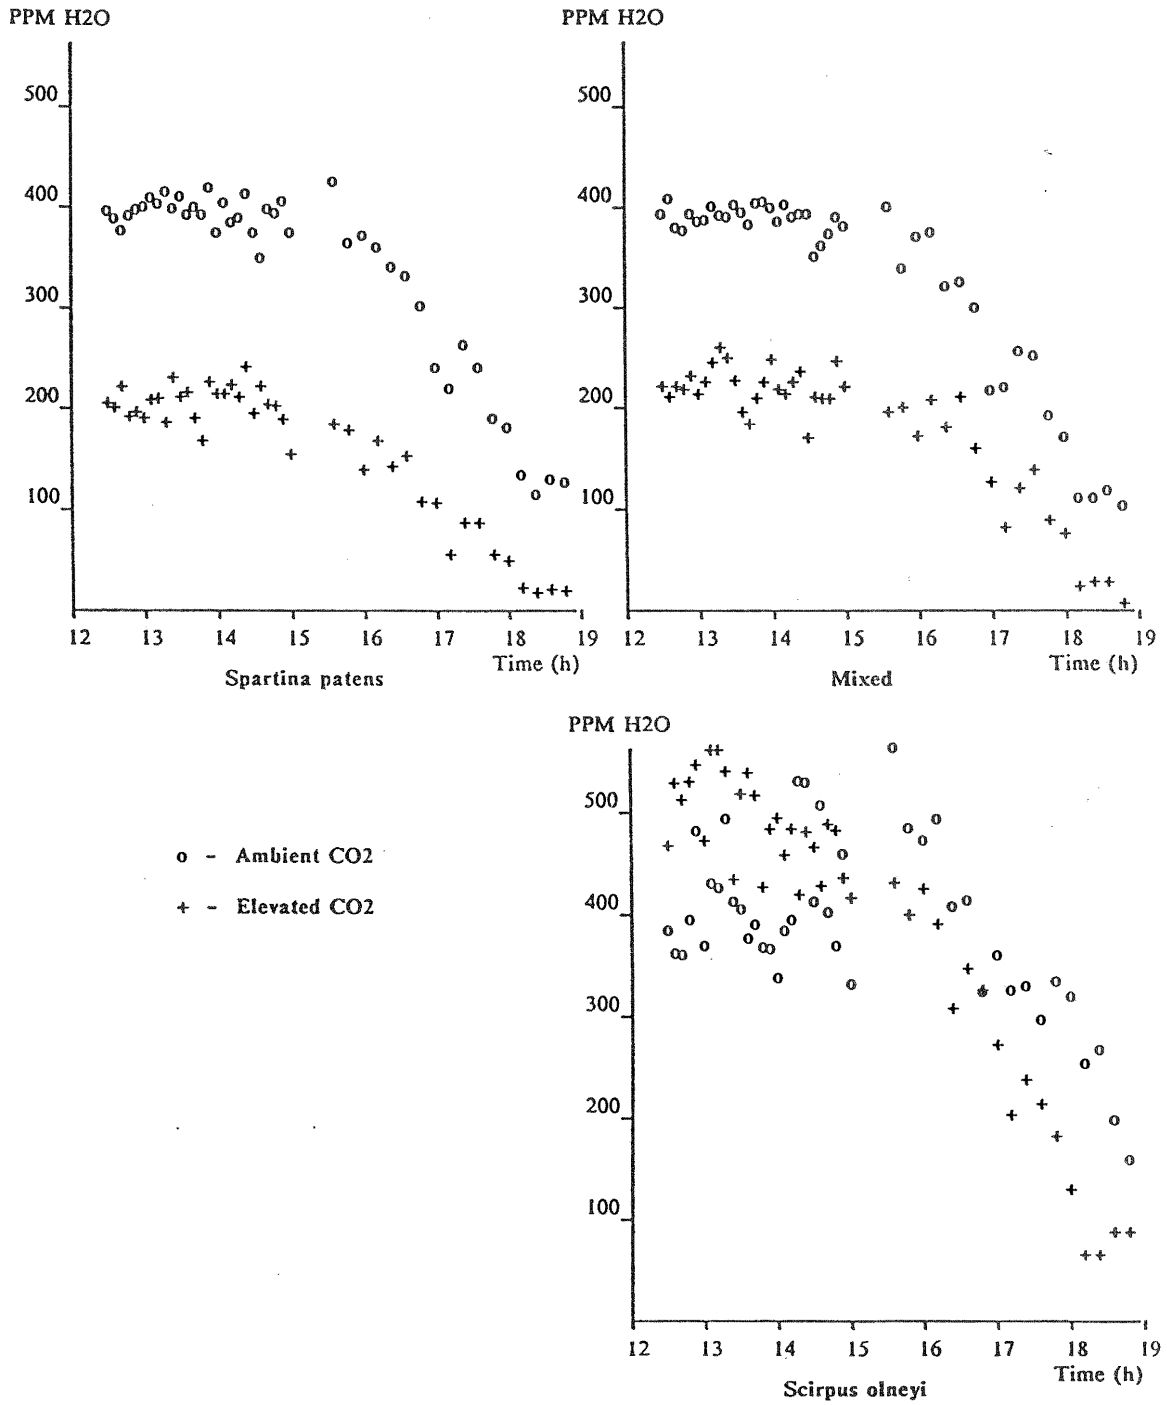 PPM H2O
500
400
300
200
100
12 13 14 15 16 17 18 19
Time (h)
Spartina patens
PPM H2O
500
400
300
200
100
12 13 14 15 16 17 18 19
Time (h)
Mixed
o - Ambient CO2
+ - Elevated CO2
PPM H2O
500
400
300
200
100
12 13 14 15 16 17 18 19
Time (h)
Scirpus olneyi